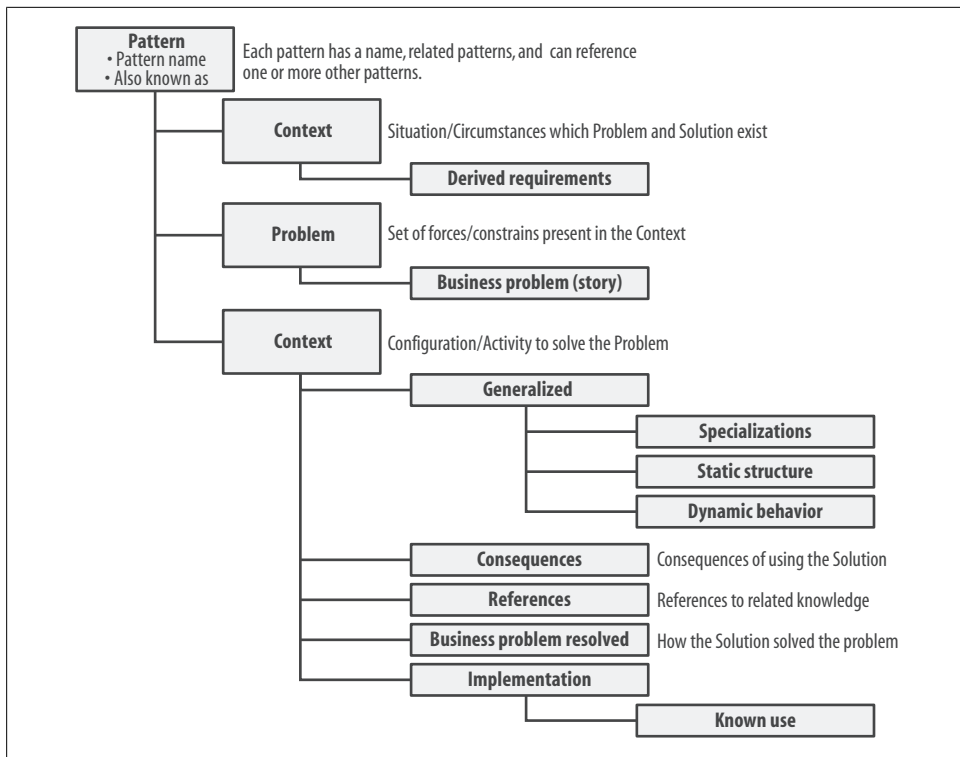 Pattern
• Pattern name
• Also known as
Each pattern has a name, related patterns, and can reference
one or more other patterns.
Context
Situation/Circumstances which Problem and Solution exist
Derived requirements
Problem
Set of forces/constrains present in the Context
Business problem (story)
Context
Configuration/Activity to solve the Problem
Generalized
Specializations
Static structure
Dynamic behavior
Consequences
Consequences of using the Solution
References
References to related knowledge
Business problem resolved
How the Solution solved the problem
Implementation
Known use